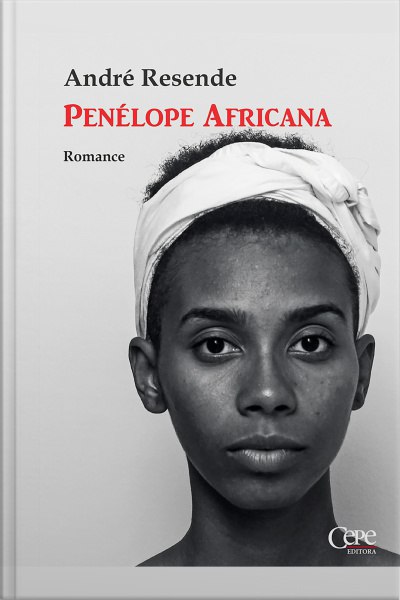 André Resende
PENÉLOPE AFRICANA
Romance
CEPE
EDITORA